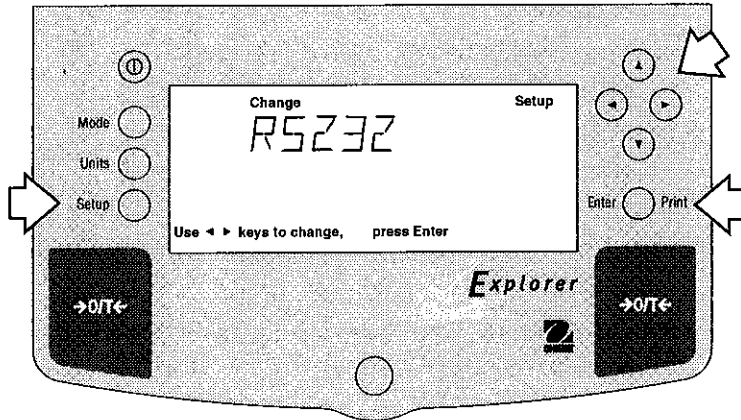 Change Setup
RS232
Mode
Units
Setup
Enter Print
Use ◄ ► keys to change, press Enter
→0/T← →0/T←
Explorer